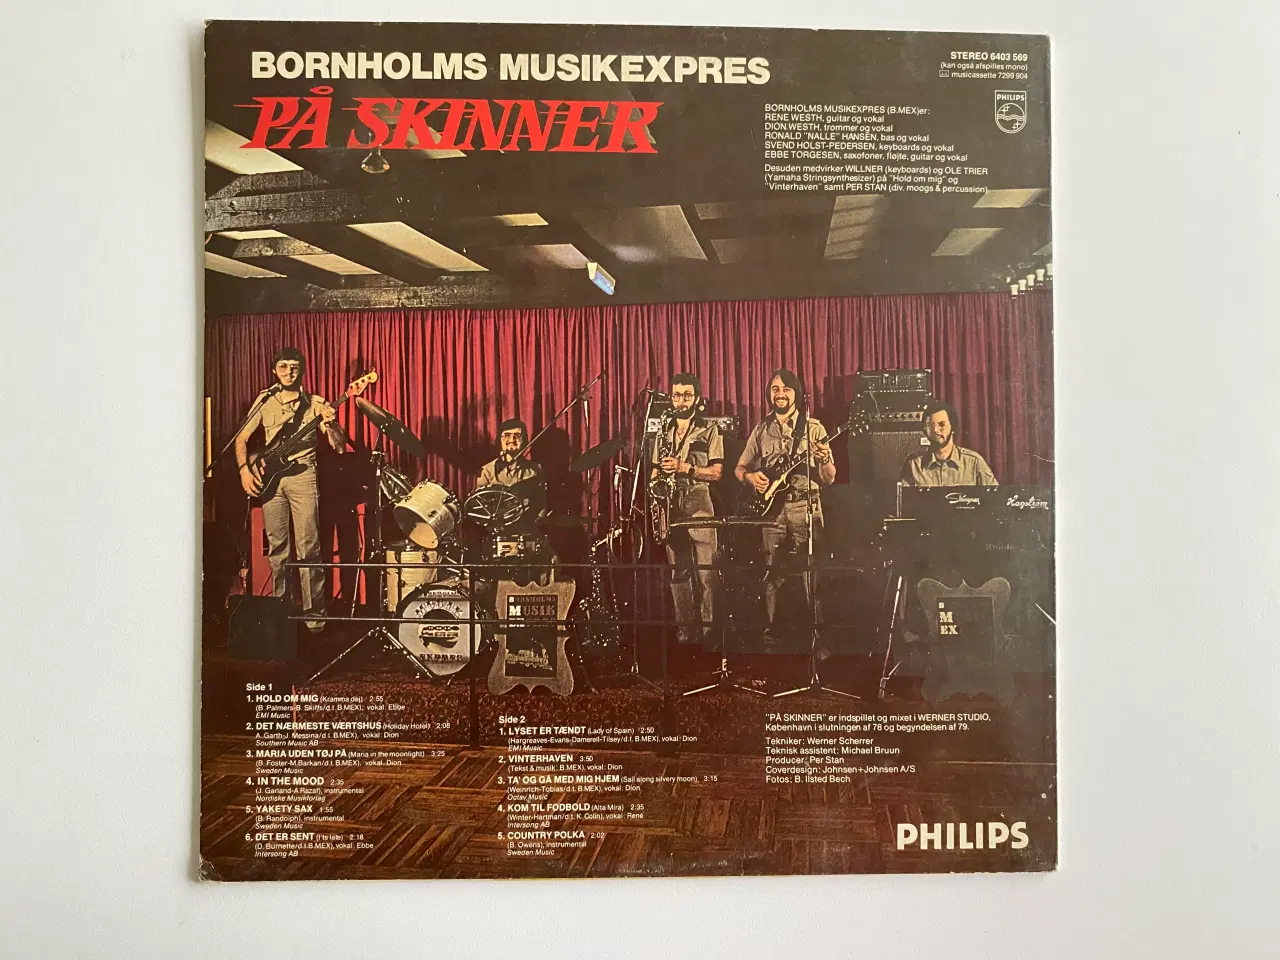 BORNHOLMS MUSIKEXPRES
PÅ SKINNER
STEREO 6403 569
(kan også afspilles mono)
musicassette 7299 904
PHILIPS
BORNHOLMS MUSIKEXPRES (B.MEX)er:
RENE WESTH, guitar og vokal
DION WESTH, trommer og vokal
RONALD "NALLE" HANSEN, bas og vokal
SVEND HOLST-PEDERSEN, keyboards og vokal
EBBE TORGESEN, saxofoner, fløjte, guitar og vokal
Desuden medvirker WILLNER (keyboards) og OLE TRIER
(Yamaha Stringsynthesizer) på "Hold om mig" og
"Vinterhaven" samt PER STAN (div. moogs & percussion).
Hagström
BORNHOLMS
MUSIK
B
M
EX
Side 1
1. HOLD OM MIG (Kramma dej) 2:55
(B. Palmers-B. Skiffs/d.t. B.MEX), vokal: Ebbe
EMI Music
2. DET NÆRMESTE VÆRTSHUS (Holiday Hotel) 2:08
A. Garth-J. Messina/d.t. B.MEX), vokal: Dion
Southern Music AB
3. MARIA UDEN TØJ PÅ (Maria in the moonlight) 3:25
(B. Foster-M.Barkan/d.t. B.MEX), vokal: Dion
Sweden Music
4. IN THE MOOD 2:35
(J. Garland-A Razaf), instrumental
Nordiske Musikforlag
5. YAKETY SAX 1:55
(B. Randolph), instrumental
Sweden Music
6. DET ER SENT (I'ts late) 2:18
(D. Burnette/d.t.B.MEX), vokal: Ebbe
Intersong AB
Side 2
1. LYSET ER TÆNDT (Lady of Spain) 2:50
(Hargreaves-Evans-Damerell-Tilsey/d.t. B.MEX), vokal: Dion
EMI Music
2. VINTERHAVEN 3:50
(Tekst & musik: B.MEX), vokal: Dion
3. TA' OG GÅ MED MIG HJEM (Sail along silvery moon) 3:15
(Weinrich-Tobias/d.t. B.MEX), vokal: Dion
Octav Music
4. KOM TIL FODBOLD (Alta Mira) 2:35
(Winter-Hartman/d.t. K. Colin), vokal: René
Intersong AB
5. COUNTRY POLKA 2:02
(B. Owens), instrumental
Sweden Music
"PÅ SKINNER" er indspillet og mixet i WERNER STUDIO,
København i slutningen af 78 og begyndelsen af 79.
Tekniker: Werner Scherrer
Teknisk assistent: Michael Bruun
Producer: Per Stan
Coverdesign: Johnsen+Johnsen A/S
Fotos: B. Ilsted Bech
PHILIPS